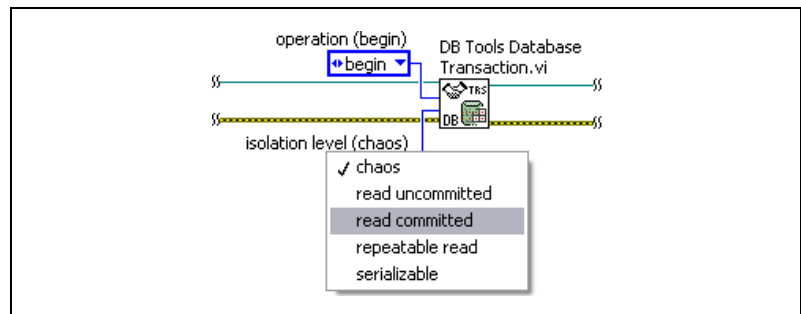 operation (begin)
begin
DB Tools Database
Transaction.vi
TRS
DB
isolation level (chaos)
chaos
read uncommitted
read committed
repeatable read
serializable